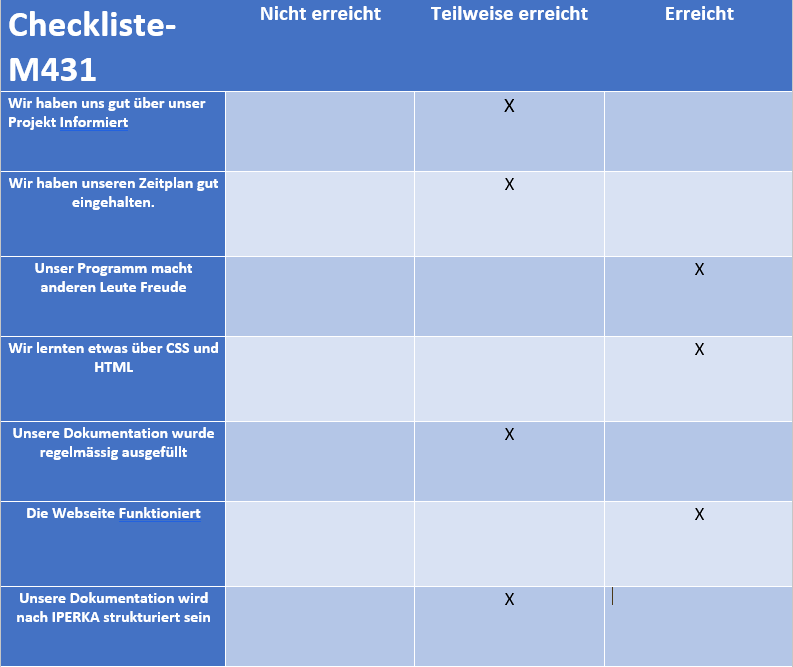 Checkliste-
M431
Nicht erreicht
Teilweise erreicht
Erreicht
Wir haben uns gut über unser
Projekt Informiert
X
Wir haben unseren Zeitplan gut
eingehalten.
X
Unser Programm macht
anderen Leute Freude
X
Wir lernten etwas über CSS und
HTML
X
Unsere Dokumentation wurde
regelmässig ausgefüllt
X
Die Webseite Funktioniert
X
Unsere Dokumentation wird
nach IPERKA strukturiert sein
X